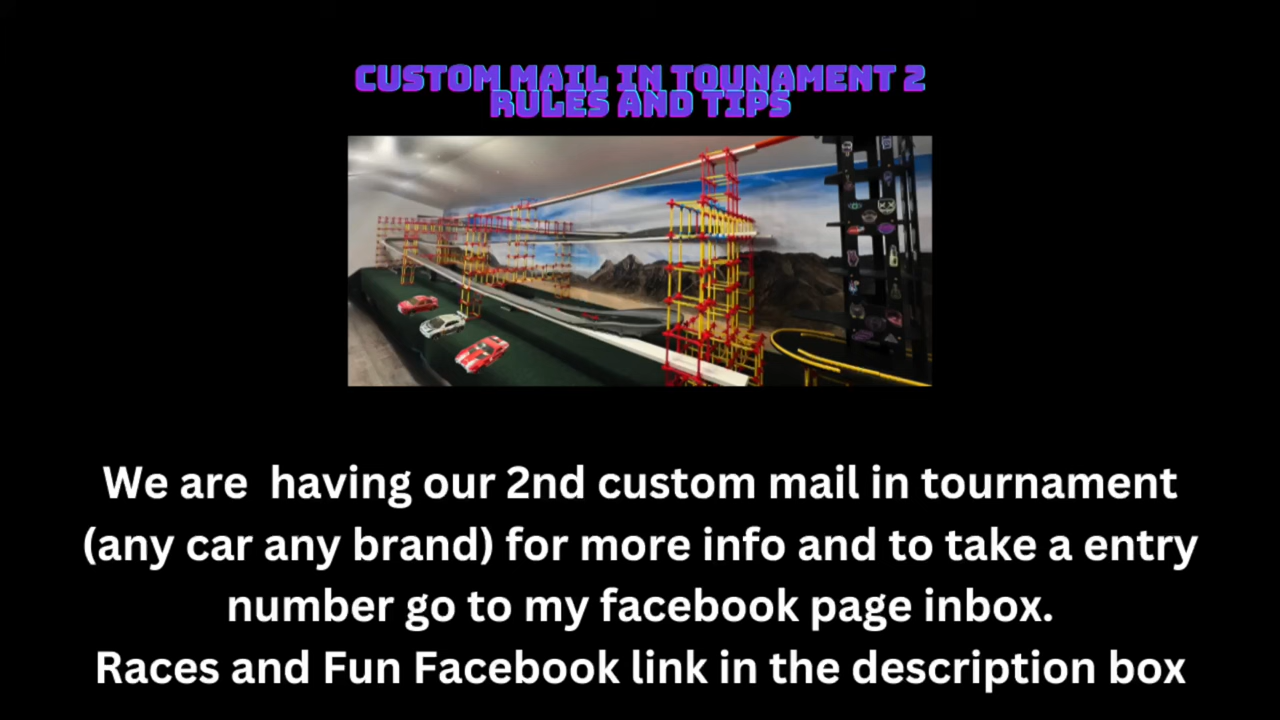 CUSTOM MAIL IN TOUNAMENT 2
RULES AND TIPS
We are  having our 2nd custom mail in tournament
(any car any brand) for more info and to take a entry
number go to my facebook page inbox.
Races and Fun Facebook link in the description box